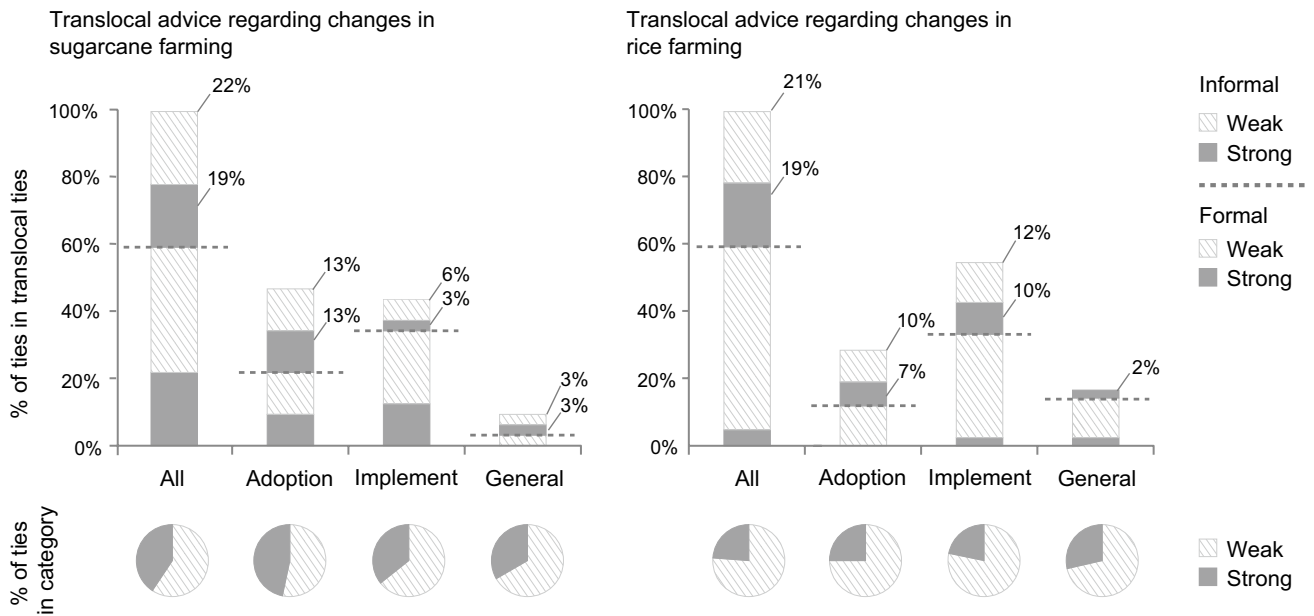 Translocal advice regarding changes in
sugarcane farming
% of ties in translocal ties
100%
80%
60%
40%
20%
0%
22%
19%
13%
13%
6%
3%
3%
3%
All
Adoption
Implement
General
Translocal advice regarding changes in
rice farming
100%
80%
60%
40%
20%
0%
21%
19%
10%
7%
12%
10%
2%
All
Adoption
Implement
General
Informal
Weak
Strong
Formal
Weak
Strong
% of ties
in category
Weak
Strong